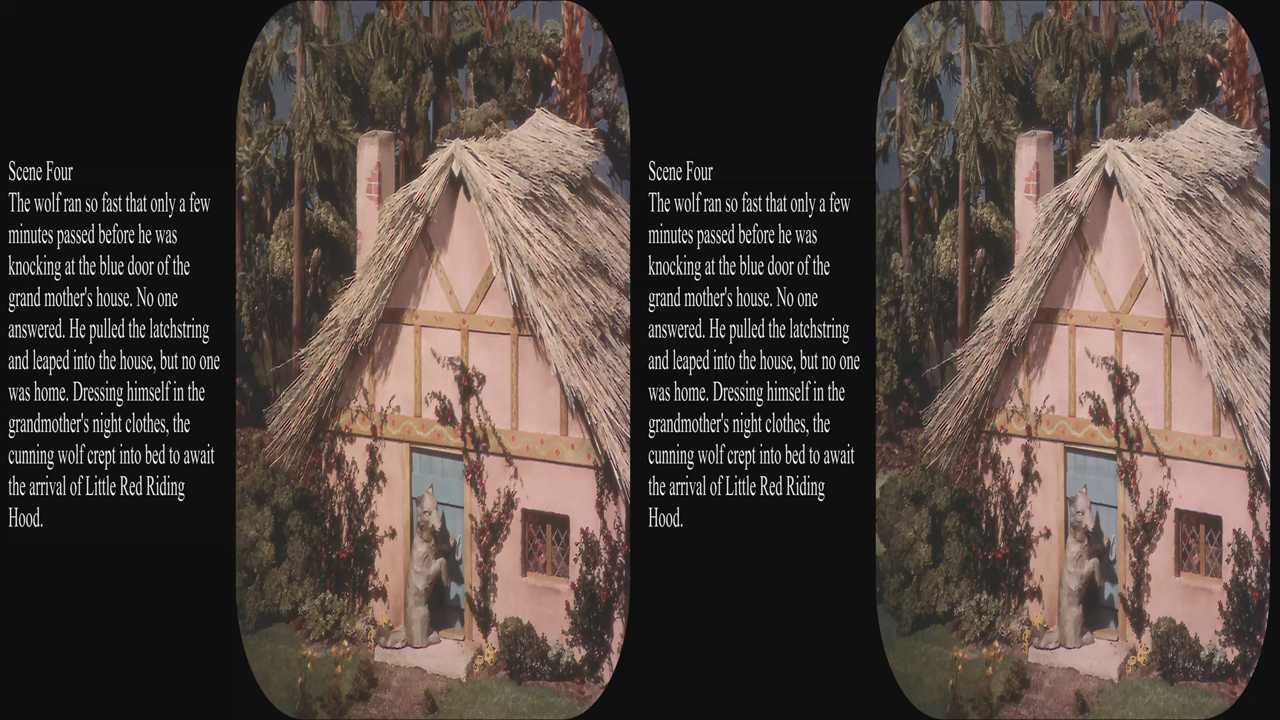 Scene Four
The wolf ran so fast that only a few
minutes passed before he was
knocking at the blue door of the
grand mother's house. No one
answered. He pulled the latchstring
and leaped into the house, but no one
was home. Dressing himself in the
grandmother's night clothes, the
cunning wolf crept into bed to await
the arrival of Little Red Riding
Hood.
Scene Four
The wolf ran so fast that only a few
minutes passed before he was
knocking at the blue door of the
grand mother's house. No one
answered. He pulled the latchstring
and leaped into the house, but no one
was home. Dressing himself in the
grandmother's night clothes, the
cunning wolf crept into bed to await
the arrival of Little Red Riding
Hood.